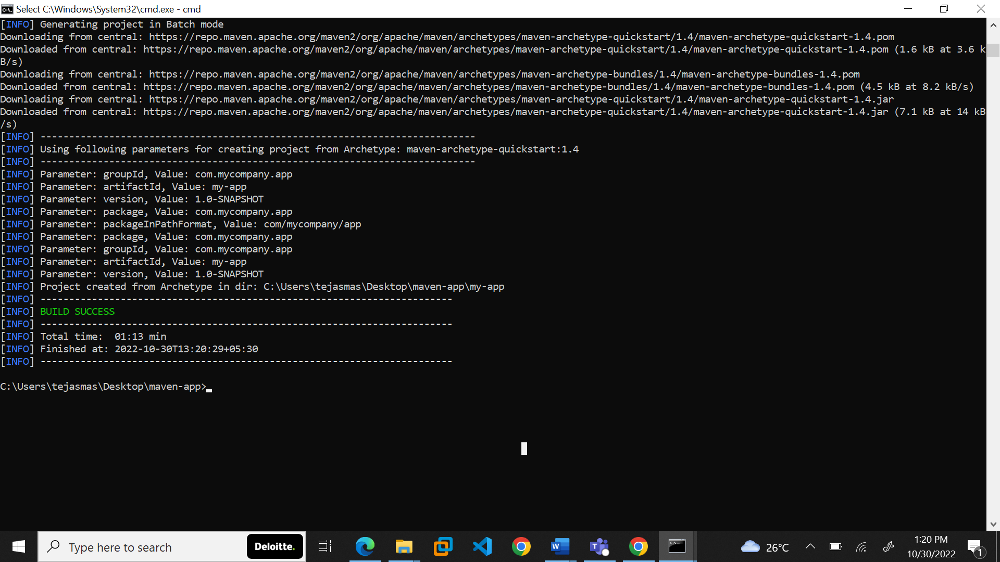 Select C:\Windows\System32\cmd.exe - cmd
[INFO] Generating project in Batch mode
Downloading from central: https://repo.maven.apache.org/maven2/org/apache/maven/archetypes/maven-archetype-quickstart/1.4/maven-archetype-quickstart-1.4.pom
Downloaded from central: https://repo.maven.apache.org/maven2/org/apache/maven/archetypes/maven-archetype-quickstart/1.4/maven-archetype-quickstart-1.4.pom (1.6 kB at 3.6 k
B/s)
Downloading from central: https://repo.maven.apache.org/maven2/org/apache/maven/archetypes/maven-archetype-bundles/1.4/maven-archetype-bundles-1.4.pom
Downloaded from central: https://repo.maven.apache.org/maven2/org/apache/maven/archetypes/maven-archetype-bundles/1.4/maven-archetype-bundles-1.4.pom (4.5 kB at 8.2 kB/s)
Downloading from central: https://repo.maven.apache.org/maven2/org/apache/maven/archetypes/maven-archetype-quickstart/1.4/maven-archetype-quickstart-1.4.jar
Downloaded from central: https://repo.maven.apache.org/maven2/org/apache/maven/archetypes/maven-archetype-quickstart/1.4/maven-archetype-quickstart-1.4.jar (7.1 kB at 14 kB
/s)
[INFO] ----------------------------------------------------------------------------
[INFO] Using following parameters for creating project from Archetype: maven-archetype-quickstart:1.4
[INFO] ----------------------------------------------------------------------------
[INFO] Parameter: groupId, Value: com.mycompany.app
[INFO] Parameter: artifactId, Value: my-app
[INFO] Parameter: version, Value: 1.0-SNAPSHOT
[INFO] Parameter: package, Value: com.mycompany.app
[INFO] Parameter: packageInPathFormat, Value: com/mycompany/app
[INFO] Parameter: package, Value: com.mycompany.app
[INFO] Parameter: groupId, Value: com.mycompany.app
[INFO] Parameter: artifactId, Value: my-app
[INFO] Parameter: version, Value: 1.0-SNAPSHOT
[INFO] Project created from Archetype in dir: C:\Users\tejasmas\Desktop\maven-app\my-app
[INFO] ------------------------------------------------------------------------
[INFO] BUILD SUCCESS
[INFO] ------------------------------------------------------------------------
[INFO] Total time:  01:13 min
[INFO] Finished at: 2022-10-30T13:20:29+05:30
[INFO] ------------------------------------------------------------------------
C:\Users\tejasmas\Desktop\maven-app>
Type here to search
Deloitte.
26°C
1:20 PM
10/30/2022
1